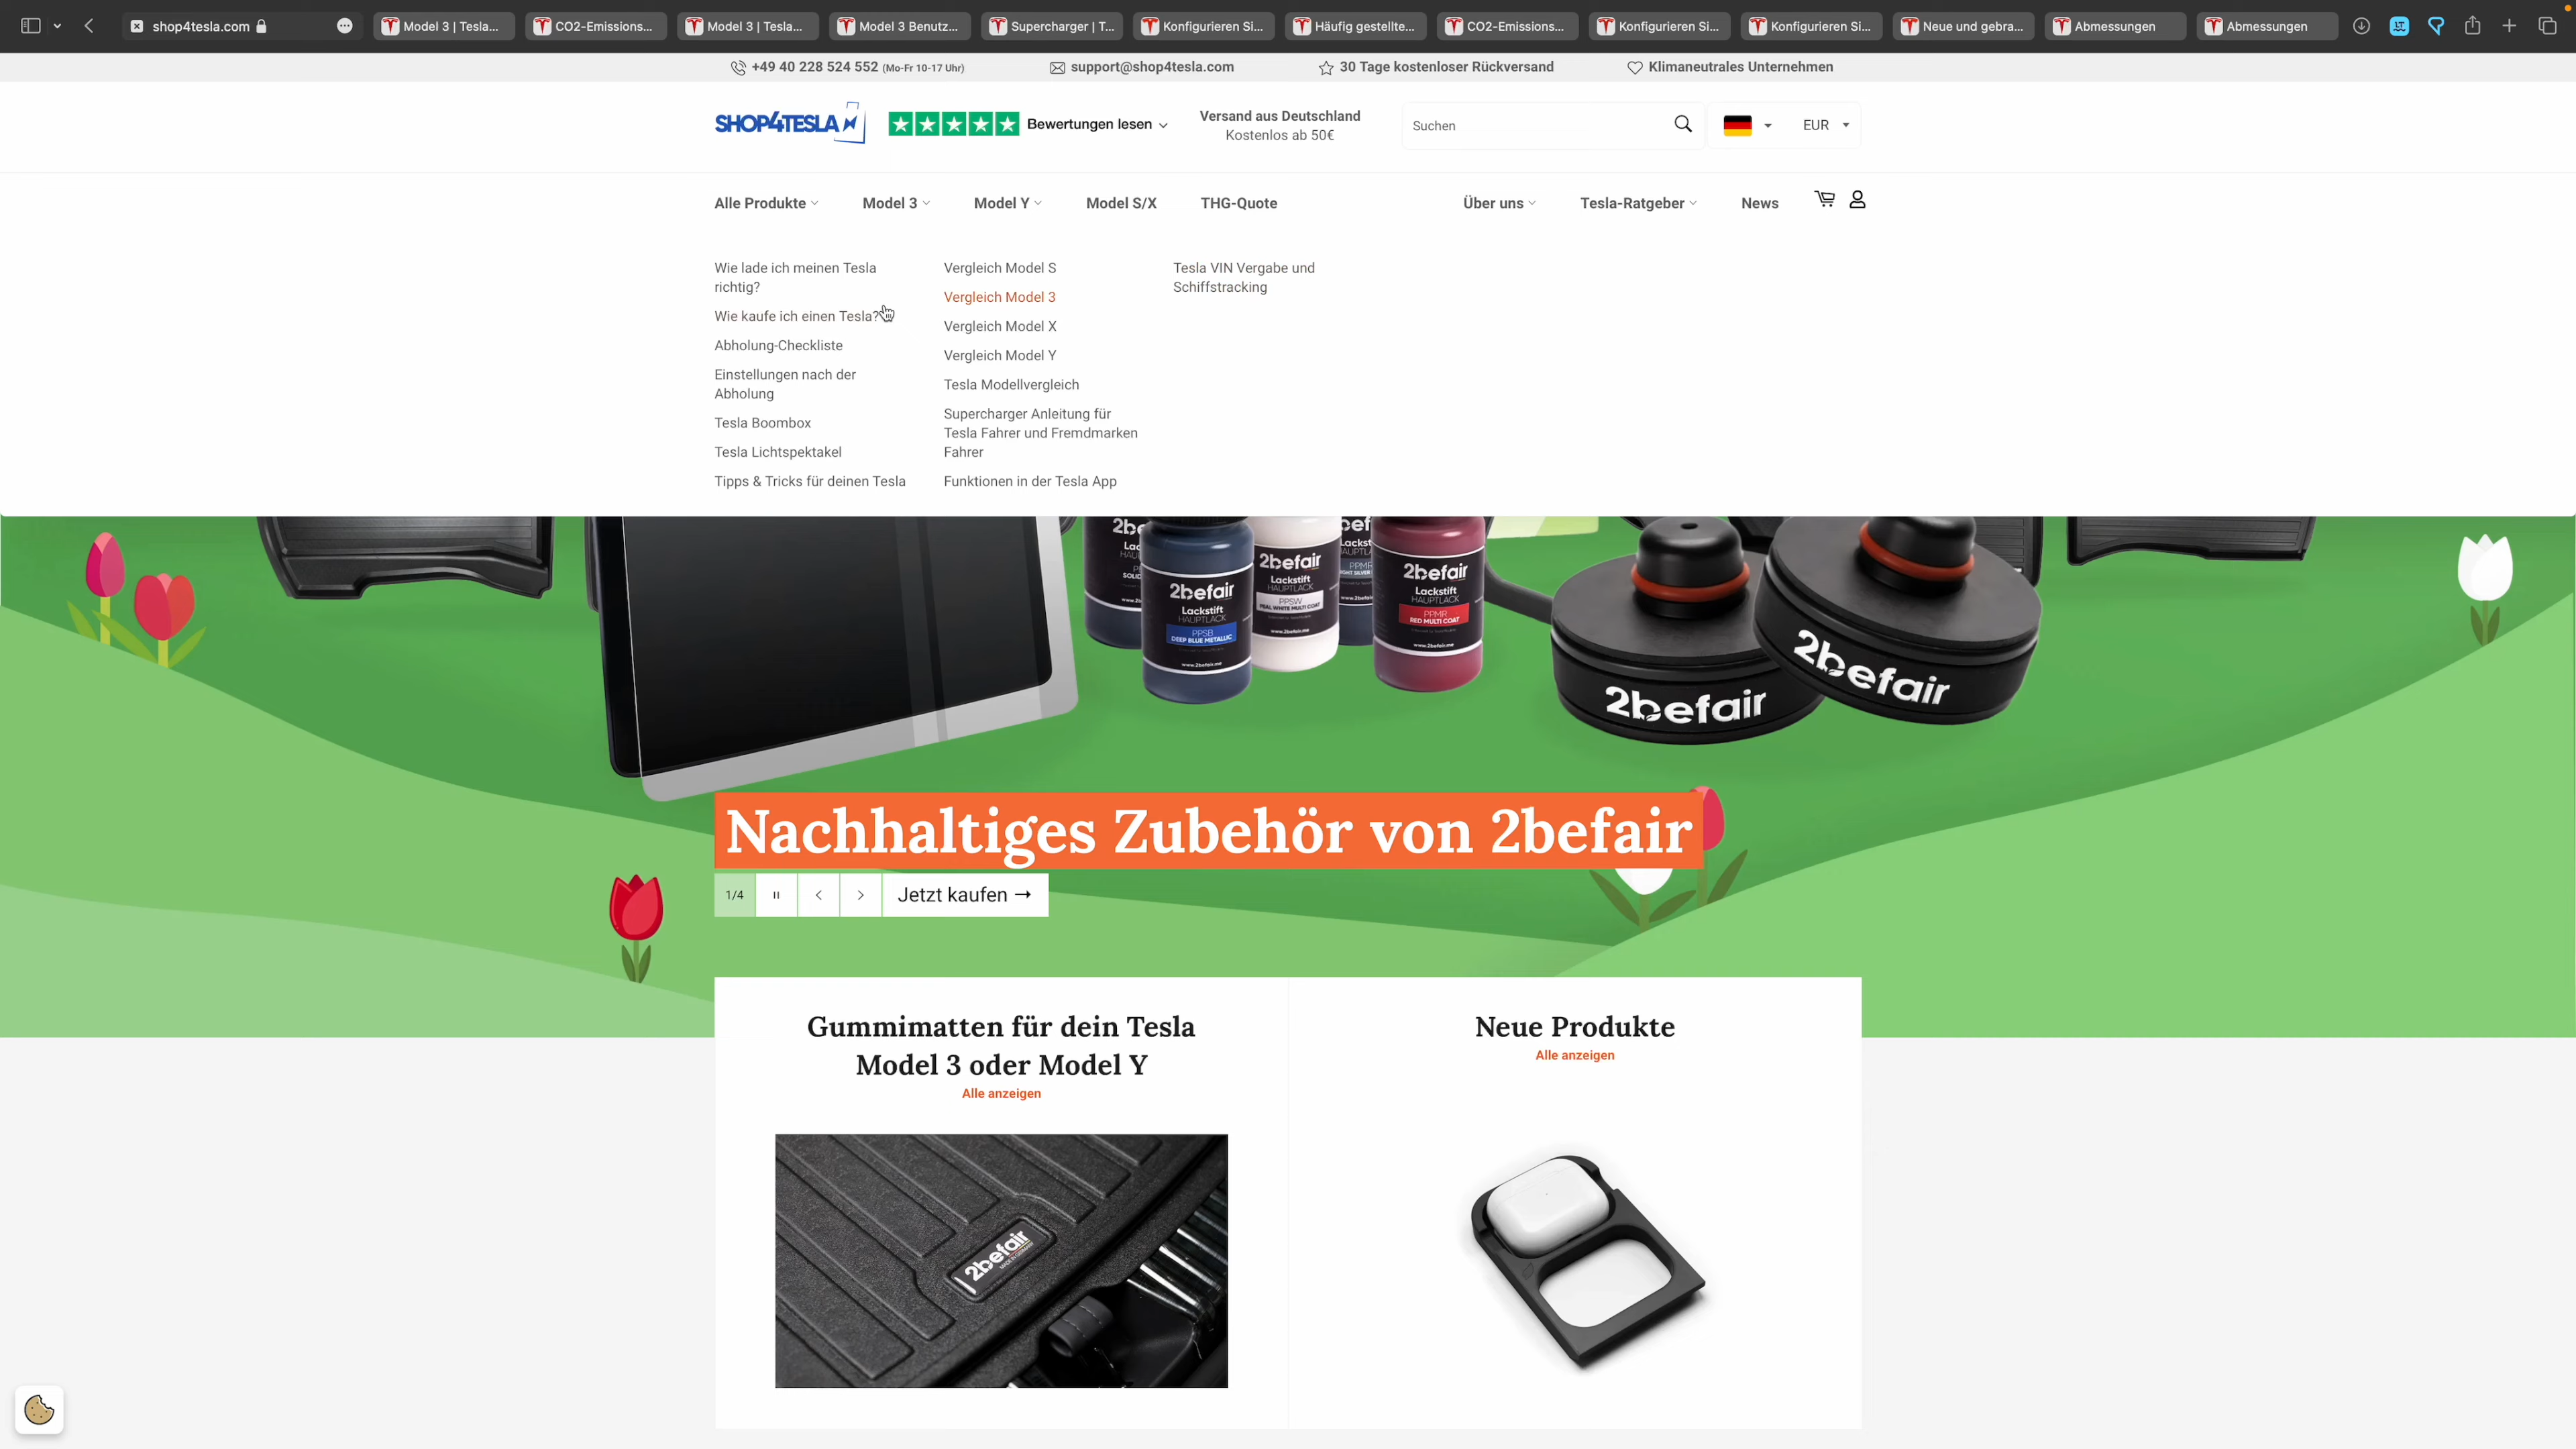 shop4tesla.com
Model 3 | Tesla...
CO2-Emissions...
Model 3 | Tesla...
Model 3 Benutz...
Supercharger | T...
Konfigurieren Si...
Häufig gestellte...
CO2-Emissions...
Konfigurieren Si...
Konfigurieren Si...
Neue und gebra...
Abmessungen
Abmessungen
+49 40 228 524 552 (Mo-Fr 10-17 Uhr)
support@shop4tesla.com
30 Tage kostenloser Rückversand
Klimaneutrales Unternehmen
SHOP4TESLA
Bewertungen lesen
Versand aus Deutschland
Kostenlos ab 50€
Suchen
EUR
Alle Produkte
Model 3
Model Y
Model S/X
THG-Quote
Über uns
Tesla-Ratgeber
News
Wie lade ich meinen Tesla
richtig?
Wie kaufe ich einen Tesla?
Abholung-Checkliste
Einstellungen nach der
Abholung
Tesla Boombox
Tesla Lichtspektakel
Tipps & Tricks für deinen Tesla
Vergleich Model S
Vergleich Model 3
Vergleich Model X
Vergleich Model Y
Tesla Modellvergleich
Supercharger Anleitung für
Tesla Fahrer und Fremdmarken
Fahrer
Funktionen in der Tesla App
Tesla VIN Vergabe und
Schiffstracking
2befair
Lackstift
HAUPTLACK
PPSB
DEEP BLUE METALLIC
www.2befair.me
2befair
Lackstift
HAUPTLACK
PPSW
PEAL WHITE MULTI COAT
www.2befair.me
2befair
Lackstift
HAUPTLACK
PPMR
RED MULTI COAT
www.2befair.me
2befair
2befair
Nachhaltiges Zubehör von 2befair
1/4
Jetzt kaufen →
Gummimatten für dein Tesla
Model 3 oder Model Y
Alle anzeigen
2befair
Neue Produkte
Alle anzeigen